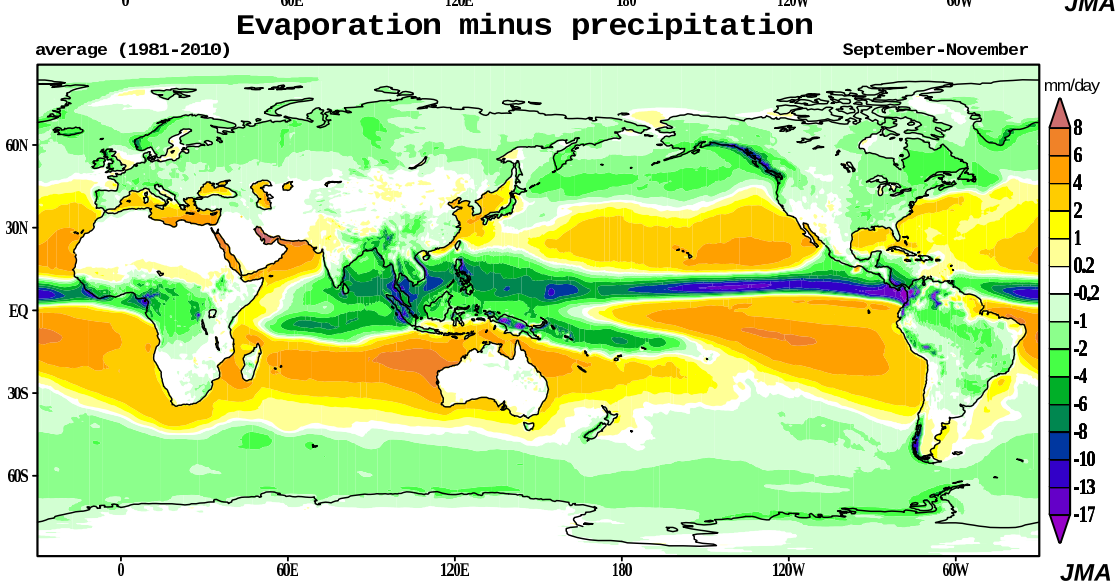 0 60E 120E 180 120W 60W JMA
Evaporation minus precipitation
average (1981-2010) September-November
mm/day
8
6
4
2
1
0.2
-0.2
-1
-2
-4
-6
-8
-10
-13
-17
60N
30N
EQ
30S
60S
0 60E 120E 180 120W 60W
JMA